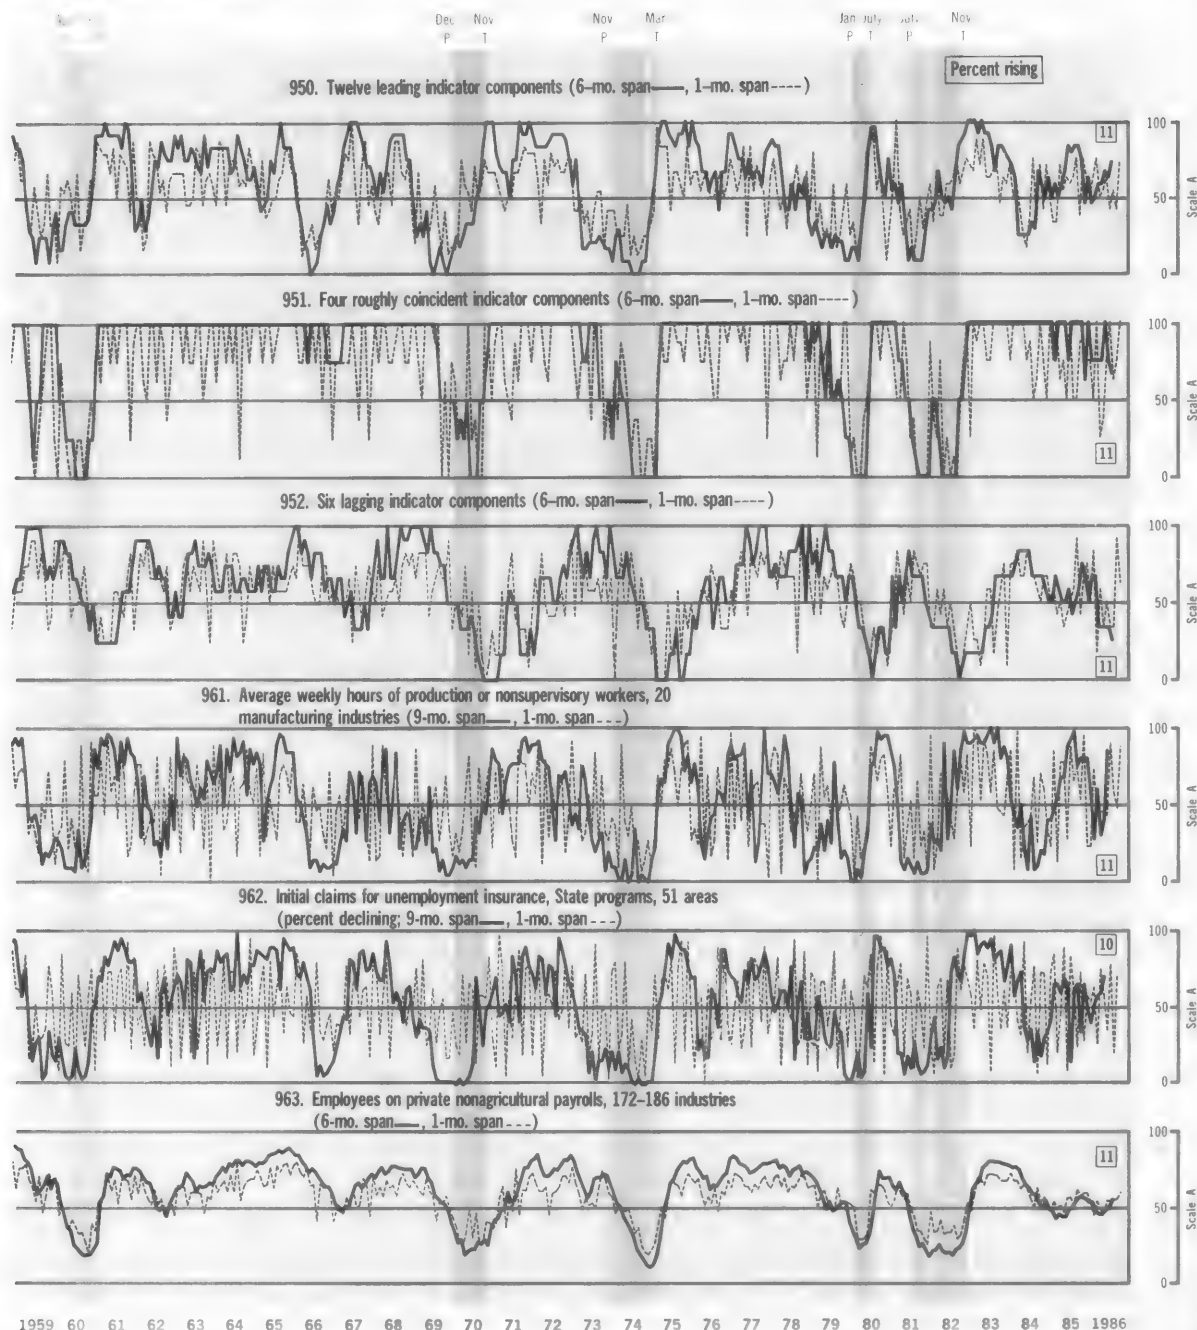 Dec Nov Nov Mar Jan July July Nov
P T P T P T P T
Percent rising
950. Twelve leading indicator components (6–mo. span——, 1–mo. span----)
11
100
50
0
Scale A
951. Four roughly coincident indicator components (6–mo. span——, 1–mo. span----)
100
50
11
0
Scale A
952. Six lagging indicator components (6–mo. span——, 1–mo. span----)
100
50
11
0
Scale A
961. Average weekly hours of production or nonsupervisory workers, 20
manufacturing industries (9-mo. span——, 1-mo. span---)
100
50
11
0
Scale A
962. Initial claims for unemployment insurance, State programs, 51 areas
(percent declining; 9-mo. span——, 1-mo. span---)
10
100
50
0
Scale A
963. Employees on private nonagricultural payrolls, 172–186 industries
(6-mo. span——, 1-mo. span---)
11
100
50
0
Scale A
1959 60 61 62 63 64 65 66 67 68 69 70 71 72 73 74 75 76 77 78 79 80 81 82 83 84 85 1986